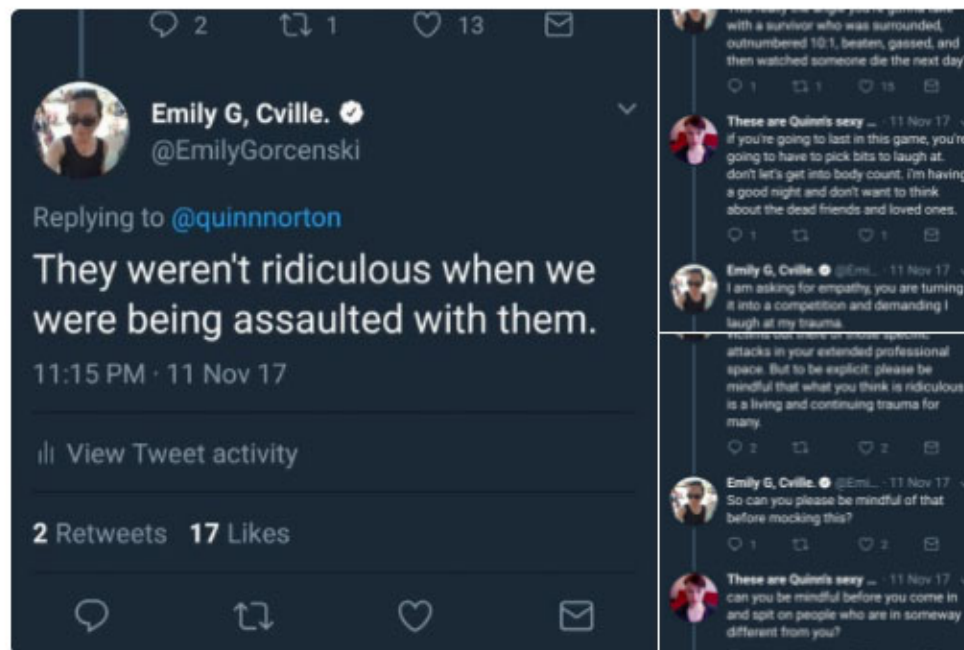 2 1 13
Emily G, Cville.
@EmilyGorcenski
Replying to @quinnnorton
They weren't ridiculous when we
were being assaulted with them.
11:15 PM · 11 Nov 17
View Tweet activity
2 Retweets 17 Likes
with a survivor who was surrounded,
outnumbered 10:1, beaten, gassed, and
then watched someone die the next day
1 1 15
These are Quinn's sexy ... · 11 Nov 17
if you're going to last in this game, you're
going to have to pick bits to laugh at.
don't let's get into body count. i'm having
a good night and don't want to think
about the dead friends and loved ones.
1 1
Emily G, Cville. @Emi... · 11 Nov 17
I am asking for empathy, you are turning
it into a competition and demanding I
laugh at my trauma.
attacks in your extended professional
space. But to be explicit: please be
mindful that what you think is ridiculous
is a living and continuing trauma for
many.
2 2
Emily G, Cville. @Emi... · 11 Nov 17
So can you please be mindful of that
before mocking this?
1 2
These are Quinn's sexy ... · 11 Nov 17
can you be mindful before you come in
and spit on people who are in someway
different from you?